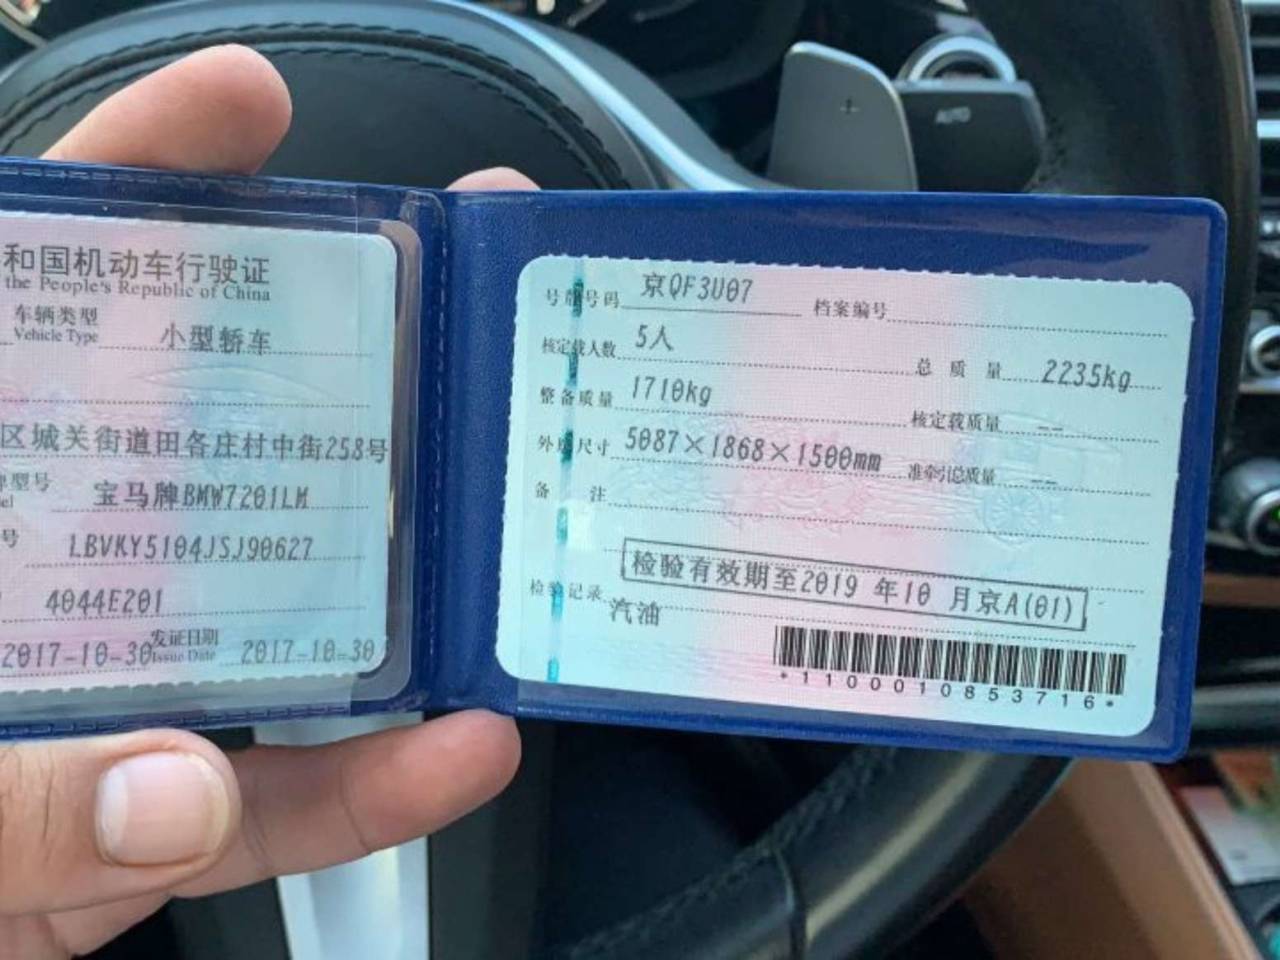 和国机动车行驶证
the People's Republic of China
车辆类型
Vehicle Type
小型轿车
区城关街道田各庄村中街258号
牌型号
宝马牌BMW7201LM
号
LBVKY5104JSJ90627
4044E201
2017-10-30
发证日期
Issue Date
2017-10-30
号牌号码 京QF3U07 档案编号
核定载人数 5人 总质量 2235kg
整备质量 1710kg 核定载质量 --
外廓尺寸 5087×1868×1500mm 准牵引总质量 --
备注
检验有效期至2019年10月京A(01)
检验记录
汽油
*1100010853716*
AUTO
+